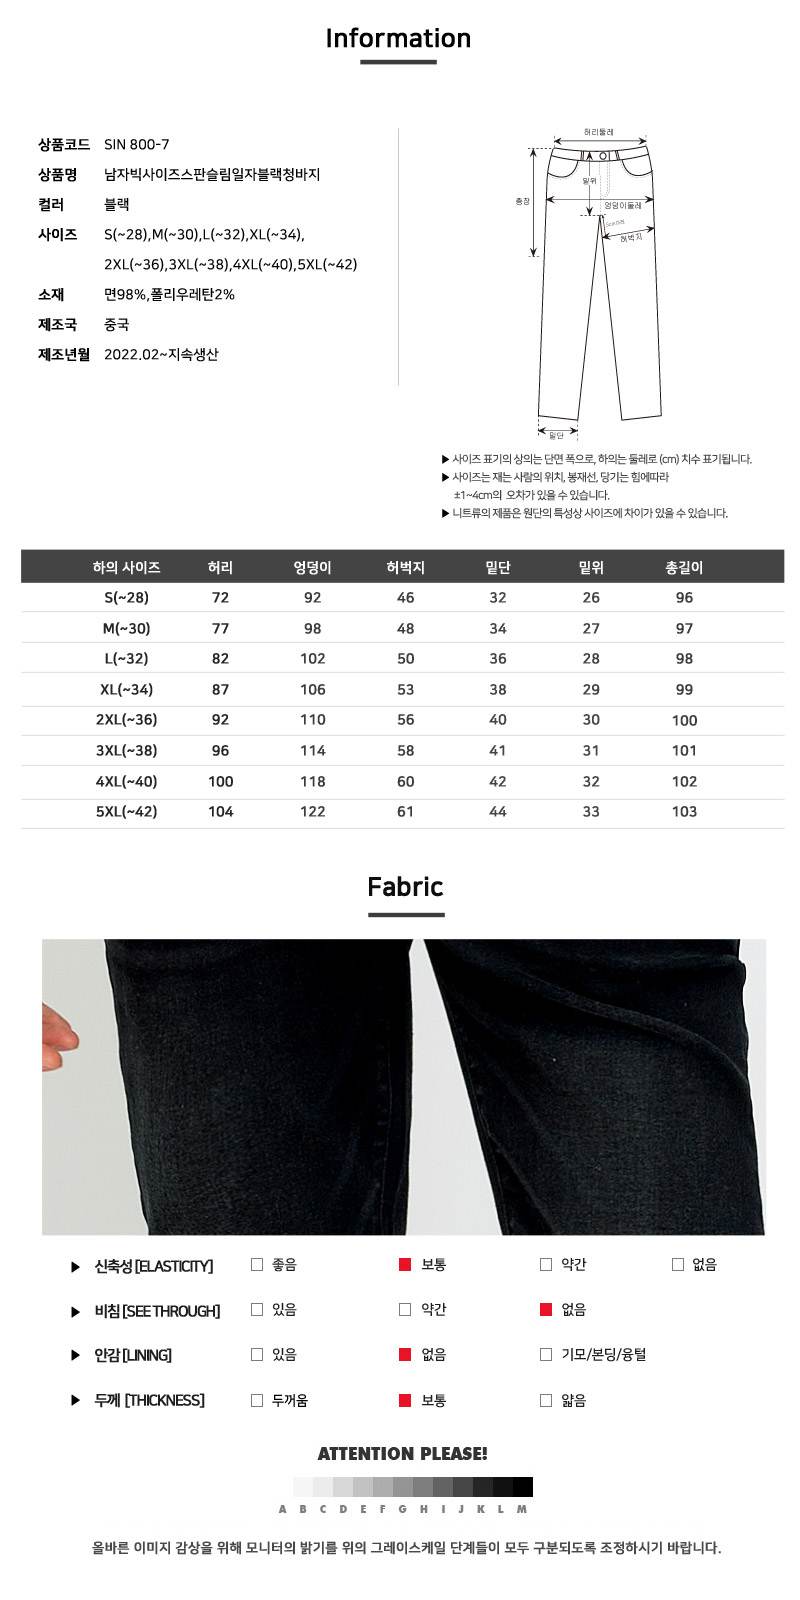 Information
상품코드 SIN 800-7
상품명 남자빅사이즈스판슬림일자블랙청바지
컬러 블랙
사이즈 S(~28),M(~30),L(~32),XL(~34),
2XL(~36),3XL(~38),4XL(~40),5XL(~42)
소재 면98%,폴리우레탄2%
제조국 중국
제조년월 2022.02~지속생산
허리둘레
밑위
총장
엉덩이둘레
허벅지
밑단
▶ 사이즈 표기의 상의는 단면 폭으로, 하의는 둘레로 (cm) 치수 표기됩니다.
▶ 사이즈는 재는 사람의 위치, 봉재선, 당기는 힘에따라
±1~4cm의 오차가 있을 수 있습니다.
▶ 니트류의 제품은 원단의 특성상 사이즈에 차이가 있을 수 있습니다.
하의 사이즈 허리 엉덩이 허벅지 밑단 밑위 총길이
S(~28) 72 92 46 32 26 96
M(~30) 77 98 48 34 27 97
L(~32) 82 102 50 36 28 98
XL(~34) 87 106 53 38 29 99
2XL(~36) 92 110 56 40 30 100
3XL(~38) 96 114 58 41 31 101
4XL(~40) 100 118 60 42 32 102
5XL(~42) 104 122 61 44 33 103
Fabric
▶ 신축성 [ELASTICITY] 좋음 보통 약간 없음
▶ 비침 [SEE THROUGH] 있음 약간 없음
▶ 안감 [LINING] 있음 없음 기모/본딩/융털
▶ 두께 [THICKNESS] 두꺼움 보통 얇음
ATTENTION PLEASE!
A B C D E F G H I J K L M
올바른 이미지 감상을 위해 모니터의 밝기를 위의 그레이스케일 단계들이 모두 구분되도록 조정하시기 바랍니다.